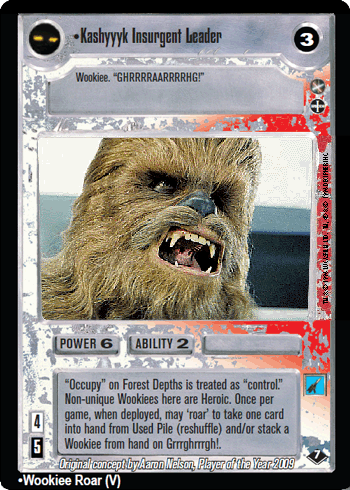 •Kashyyyk Insurgent Leader
3
Wookiee. “GHRRRRAARRRRHG!”
POWER 6 ABILITY 2
“Occupy” on Forest Depths is treated as “control.”
Non-unique Wookiees here are Heroic. Once per
game, when deployed, may ‘roar’ to take one card
into hand from Used Pile (reshuffle) and/or stack a
Wookiee from hand on Grrrghrrrgh!.
4
5
7
Original concept by Aaron Nelson, Player of the Year 2009
•Wookiee Roar (V)